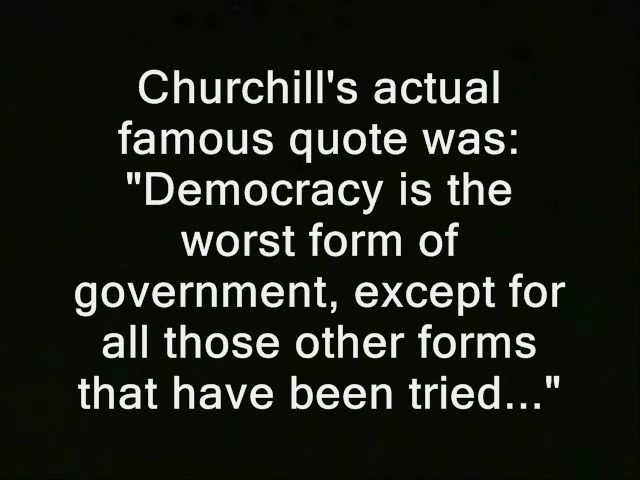 Churchill's actual
famous quote was:
"Democracy is the
worst form of
government, except for
all those other forms
that have been tried..."